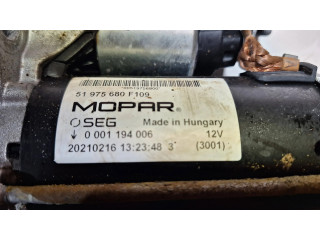 51 975 680 F109
MOPAR
SEG Made in Hungary
0 001 194 006 12V
20210216 13:23:48 3 (3001)